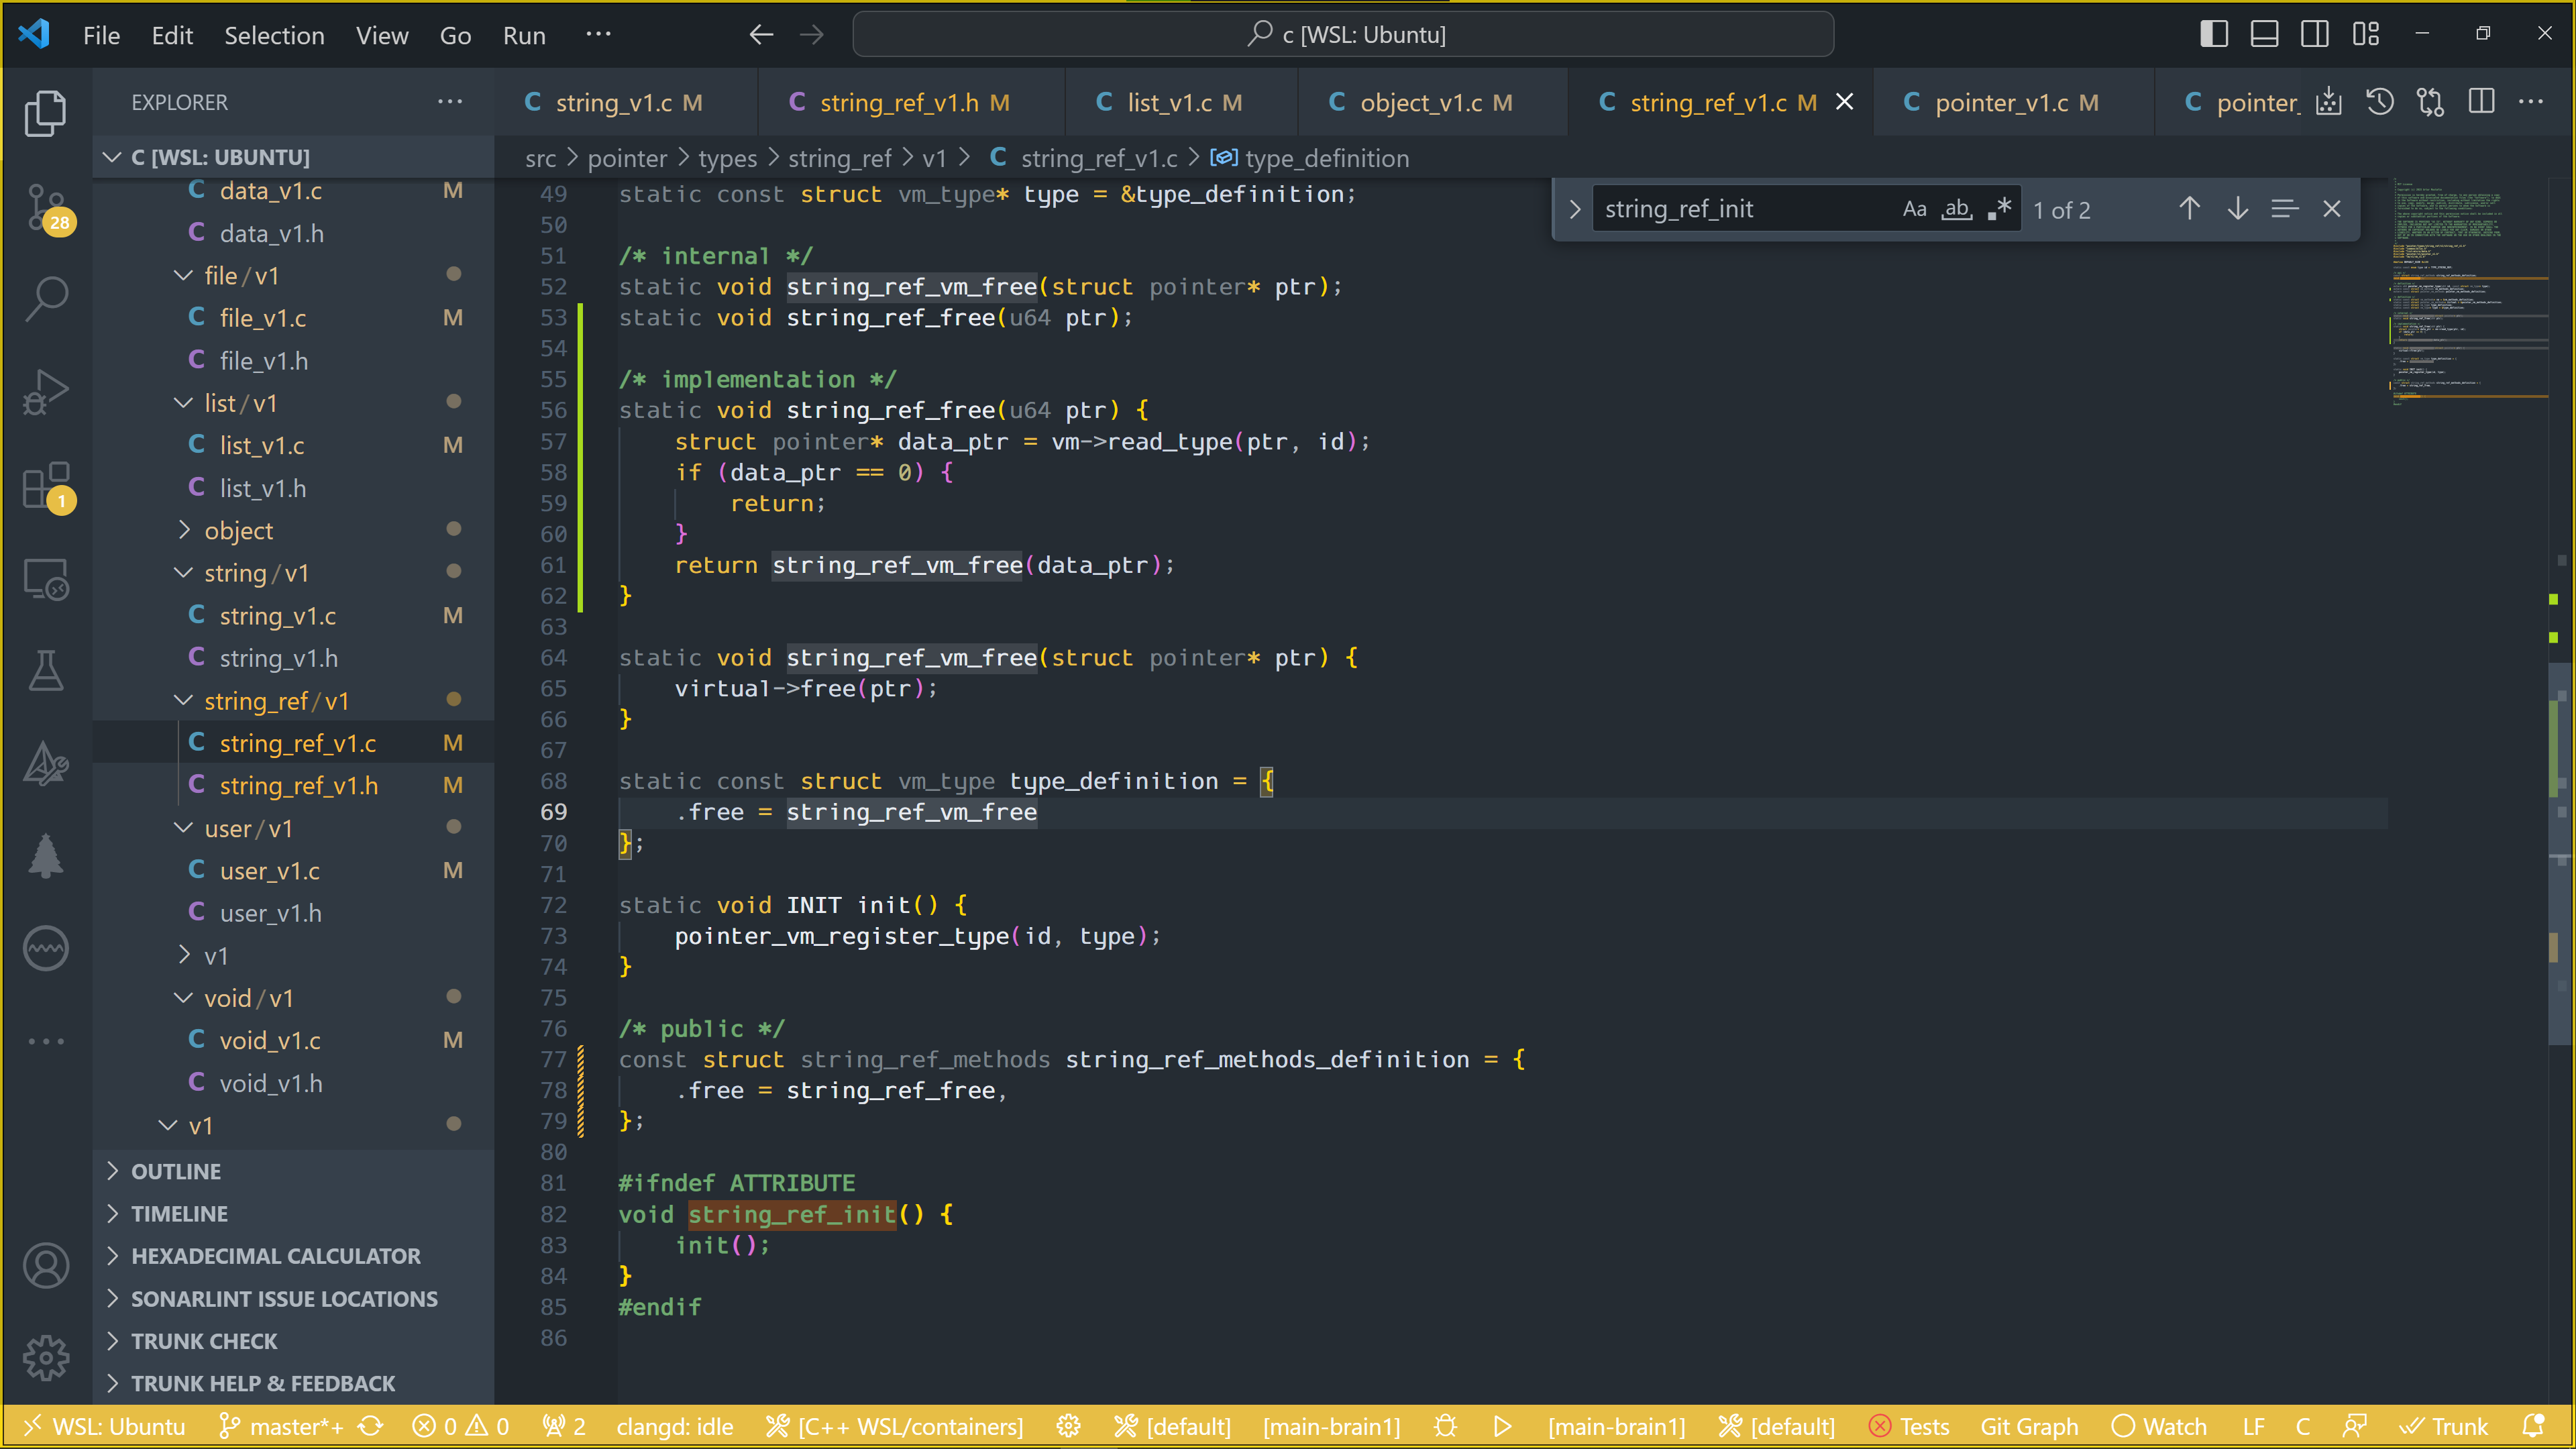 File Edit Selection View Go Run ··· c [WSL: Ubuntu]
EXPLORER ···
string_v1.c M string_ref_v1.h M list_v1.c M object_v1.c M string_ref_v1.c M pointer_v1.c M pointer_
C [WSL: UBUNTU]
src > pointer > types > string_ref > v1 > C string_ref_v1.c > type_definition
string_ref_init Aa ab .* 1 of 2
C data_v1.c M
C data_v1.h
file/v1
C file_v1.c M
C file_v1.h
list/v1
C list_v1.c M
C list_v1.h
object
string/v1
C string_v1.c M
C string_v1.h
string_ref/v1
C string_ref_v1.c M
C string_ref_v1.h M
user/v1
C user_v1.c M
C user_v1.h
v1
void/v1
C void_v1.c M
C void_v1.h
v1
OUTLINE
TIMELINE
HEXADECIMAL CALCULATOR
SONARLINT ISSUE LOCATIONS
TRUNK CHECK
TRUNK HELP & FEEDBACK
28
1
49 static const struct vm_type* type = &type_definition;
50
51 /* internal */
52 static void string_ref_vm_free(struct pointer* ptr);
53 static void string_ref_free(u64 ptr);
54
55 /* implementation */
56 static void string_ref_free(u64 ptr) {
57 struct pointer* data_ptr = vm->read_type(ptr, id);
58 if (data_ptr == 0) {
59 return;
60 }
61 return string_ref_vm_free(data_ptr);
62 }
63
64 static void string_ref_vm_free(struct pointer* ptr) {
65 virtual->free(ptr);
66 }
67
68 static const struct vm_type type_definition = {
69 .free = string_ref_vm_free
70 };
71
72 static void INIT init() {
73 pointer_vm_register_type(id, type);
74 }
75
76 /* public */
77 const struct string_ref_methods string_ref_methods_definition = {
78 .free = string_ref_free,
79 };
80
81 #ifndef ATTRIBUTE
82 void string_ref_init() {
83 init();
84 }
85 #endif
86
WSL: Ubuntu master*+ 0 0 2 clangd: idle [C++ WSL/containers] [default] [main-brain1] [main-brain1] [default] Tests Git Graph Watch LF C Trunk